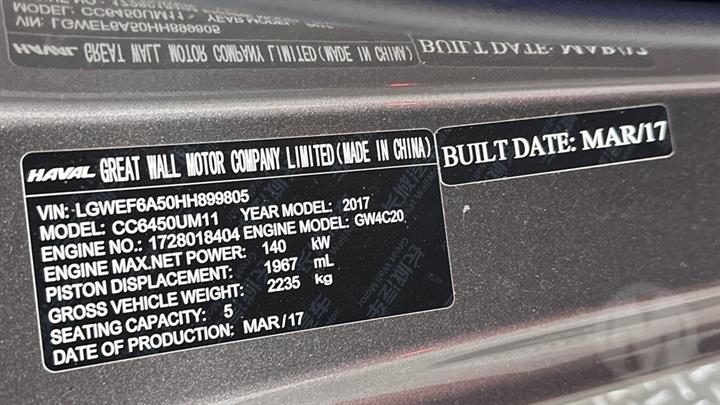 HAVAL GREAT WALL MOTOR COMPANY LIMITED(MADE IN CHINA)
VIN: LGWEF6A50HH899805
MODEL: CC6450UM11 YEAR MODEL: 2017
ENGINE NO.: 1728018404 ENGINE MODEL: GW4C20
ENGINE MAX.NET POWER: 140 kW
PISTON DISPLACEMENT: 1967 mL
GROSS VEHICLE WEIGHT: 2235 kg
SEATING CAPACITY: 5
DATE OF PRODUCTION: MAR/17
BUILT DATE: MAR/17